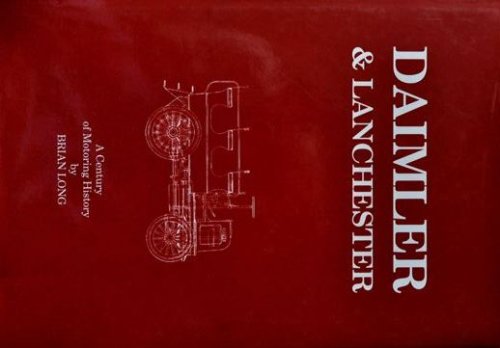 DAIMLER
& LANCHESTER
A Century
of Motoring History
by
BRIAN LONG